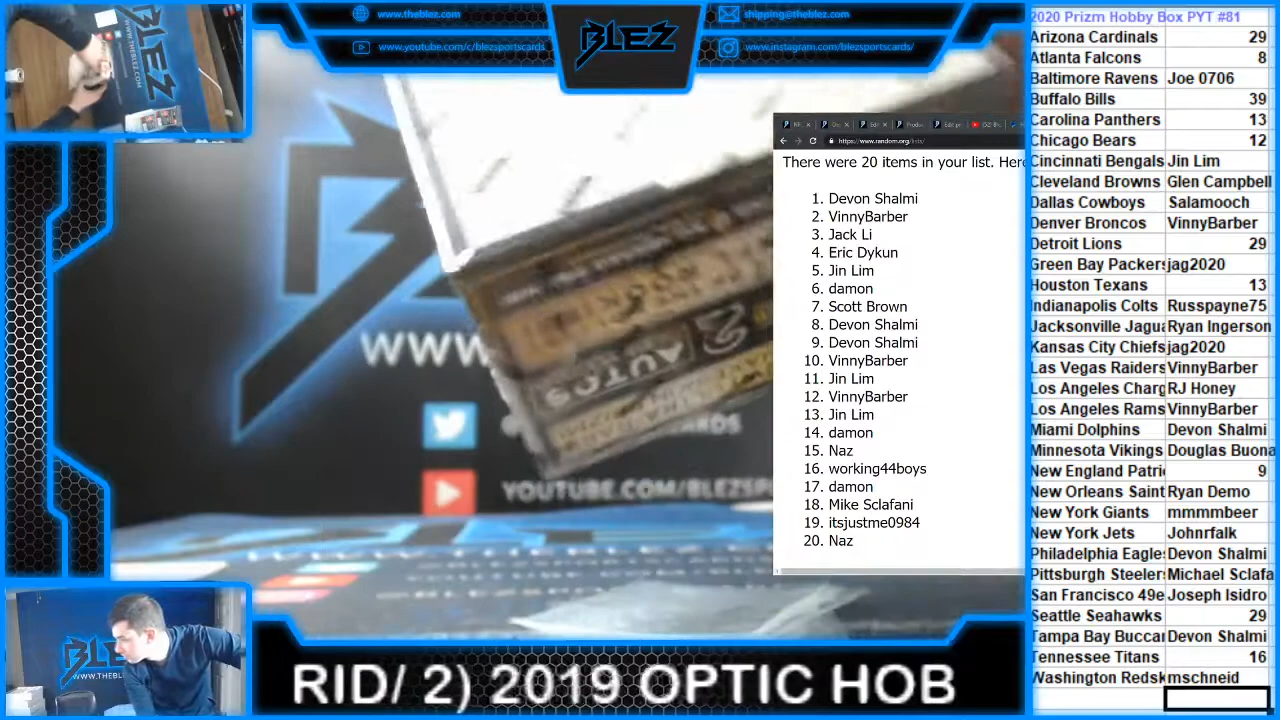 www.theblez.com
shipping@theblez.com
www.youtube.com/c/blezsportscards
www.instagram.com/blezsportscards/
BLEZ
2020 Prizm Hobby Box PYT #81
Arizona Cardinals 29
Atlanta Falcons 8
Baltimore Ravens Joe 0706
Buffalo Bills 39
Carolina Panthers 13
Chicago Bears 12
Cincinnati Bengals Jin Lim
Cleveland Browns Glen Campbell
Dallas Cowboys Salamooch
Denver Broncos VinnyBarber
Detroit Lions 29
Green Bay Packers jag2020
Houston Texans 13
Indianapolis Colts Russpayne75
Jacksonville Jagua Ryan Ingerson
Kansas City Chiefs jag2020
Las Vegas Raiders VinnyBarber
Los Angeles Charg RJ Honey
Los Angeles Rams VinnyBarber
Miami Dolphins Devon Shalmi
Minnesota Vikings Douglas Buona
New England Patri 9
New Orleans Saint Ryan Demo
New York Giants mmmmbeer
New York Jets Johnrfalk
Philadelphia Eagle Devon Shalmi
Pittsburgh Steelers Michael Sclafa
San Francisco 49e Joseph Isidro
Seattle Seahawks 29
Tampa Bay Buccan Devon Shalmi
Tennessee Titans 16
Washington Redsk mschneid
https://www.random.org/lists/
There were 20 items in your list. Here
1. Devon Shalmi
2. VinnyBarber
3. Jack Li
4. Eric Dykun
5. Jin Lim
6. damon
7. Scott Brown
8. Devon Shalmi
9. Devon Shalmi
10. VinnyBarber
11. Jin Lim
12. VinnyBarber
13. Jin Lim
14. damon
15. Naz
16. working44boys
17. damon
18. Mike Sclafani
19. itsjustme0984
20. Naz
WWW.
2 AUTOS
YOUTUBE.COM/BLEZSP
RID/ 2) 2019 OPTIC HOB